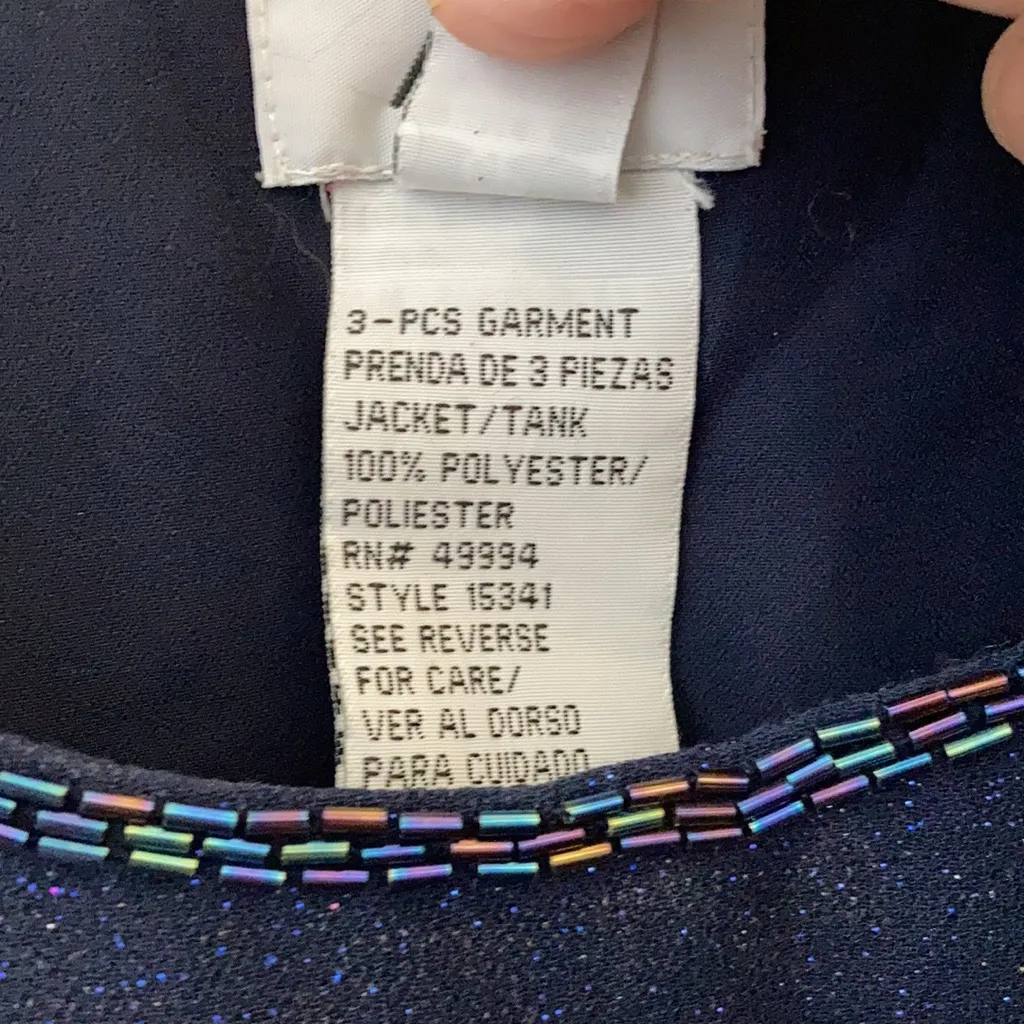 3-PCS GARMENT
PRENDA DE 3 PIEZAS
JACKET/TANK
100% POLYESTER/
POLIESTER
RN# 49994
STYLE 15341
SEE REVERSE
FOR CARE/
VER AL DORSO
PARA CUIDADO